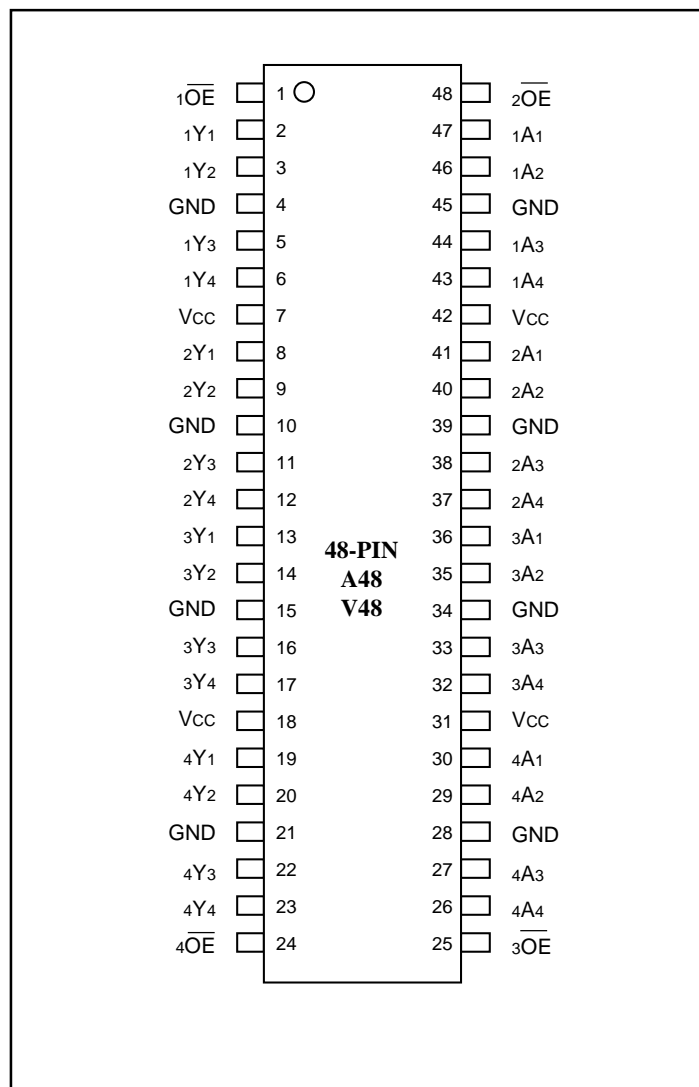 1O̅E̅ 1 48 2O̅E̅
1Y1 2 47 1A1
1Y2 3 46 1A2
GND 4 45 GND
1Y3 5 44 1A3
1Y4 6 43 1A4
VCC 7 42 VCC
2Y1 8 41 2A1
2Y2 9 40 2A2
GND 10 39 GND
2Y3 11 38 2A3
2Y4 12 37 2A4
3Y1 13 36 3A1
48-PIN
3Y2 14 35 3A2
A48
GND 15 34 GND
V48
3Y3 16 33 3A3
3Y4 17 32 3A4
VCC 18 31 VCC
4Y1 19 30 4A1
4Y2 20 29 4A2
GND 21 28 GND
4Y3 22 27 4A3
4Y4 23 26 4A4
4O̅E̅ 24 25 3O̅E̅